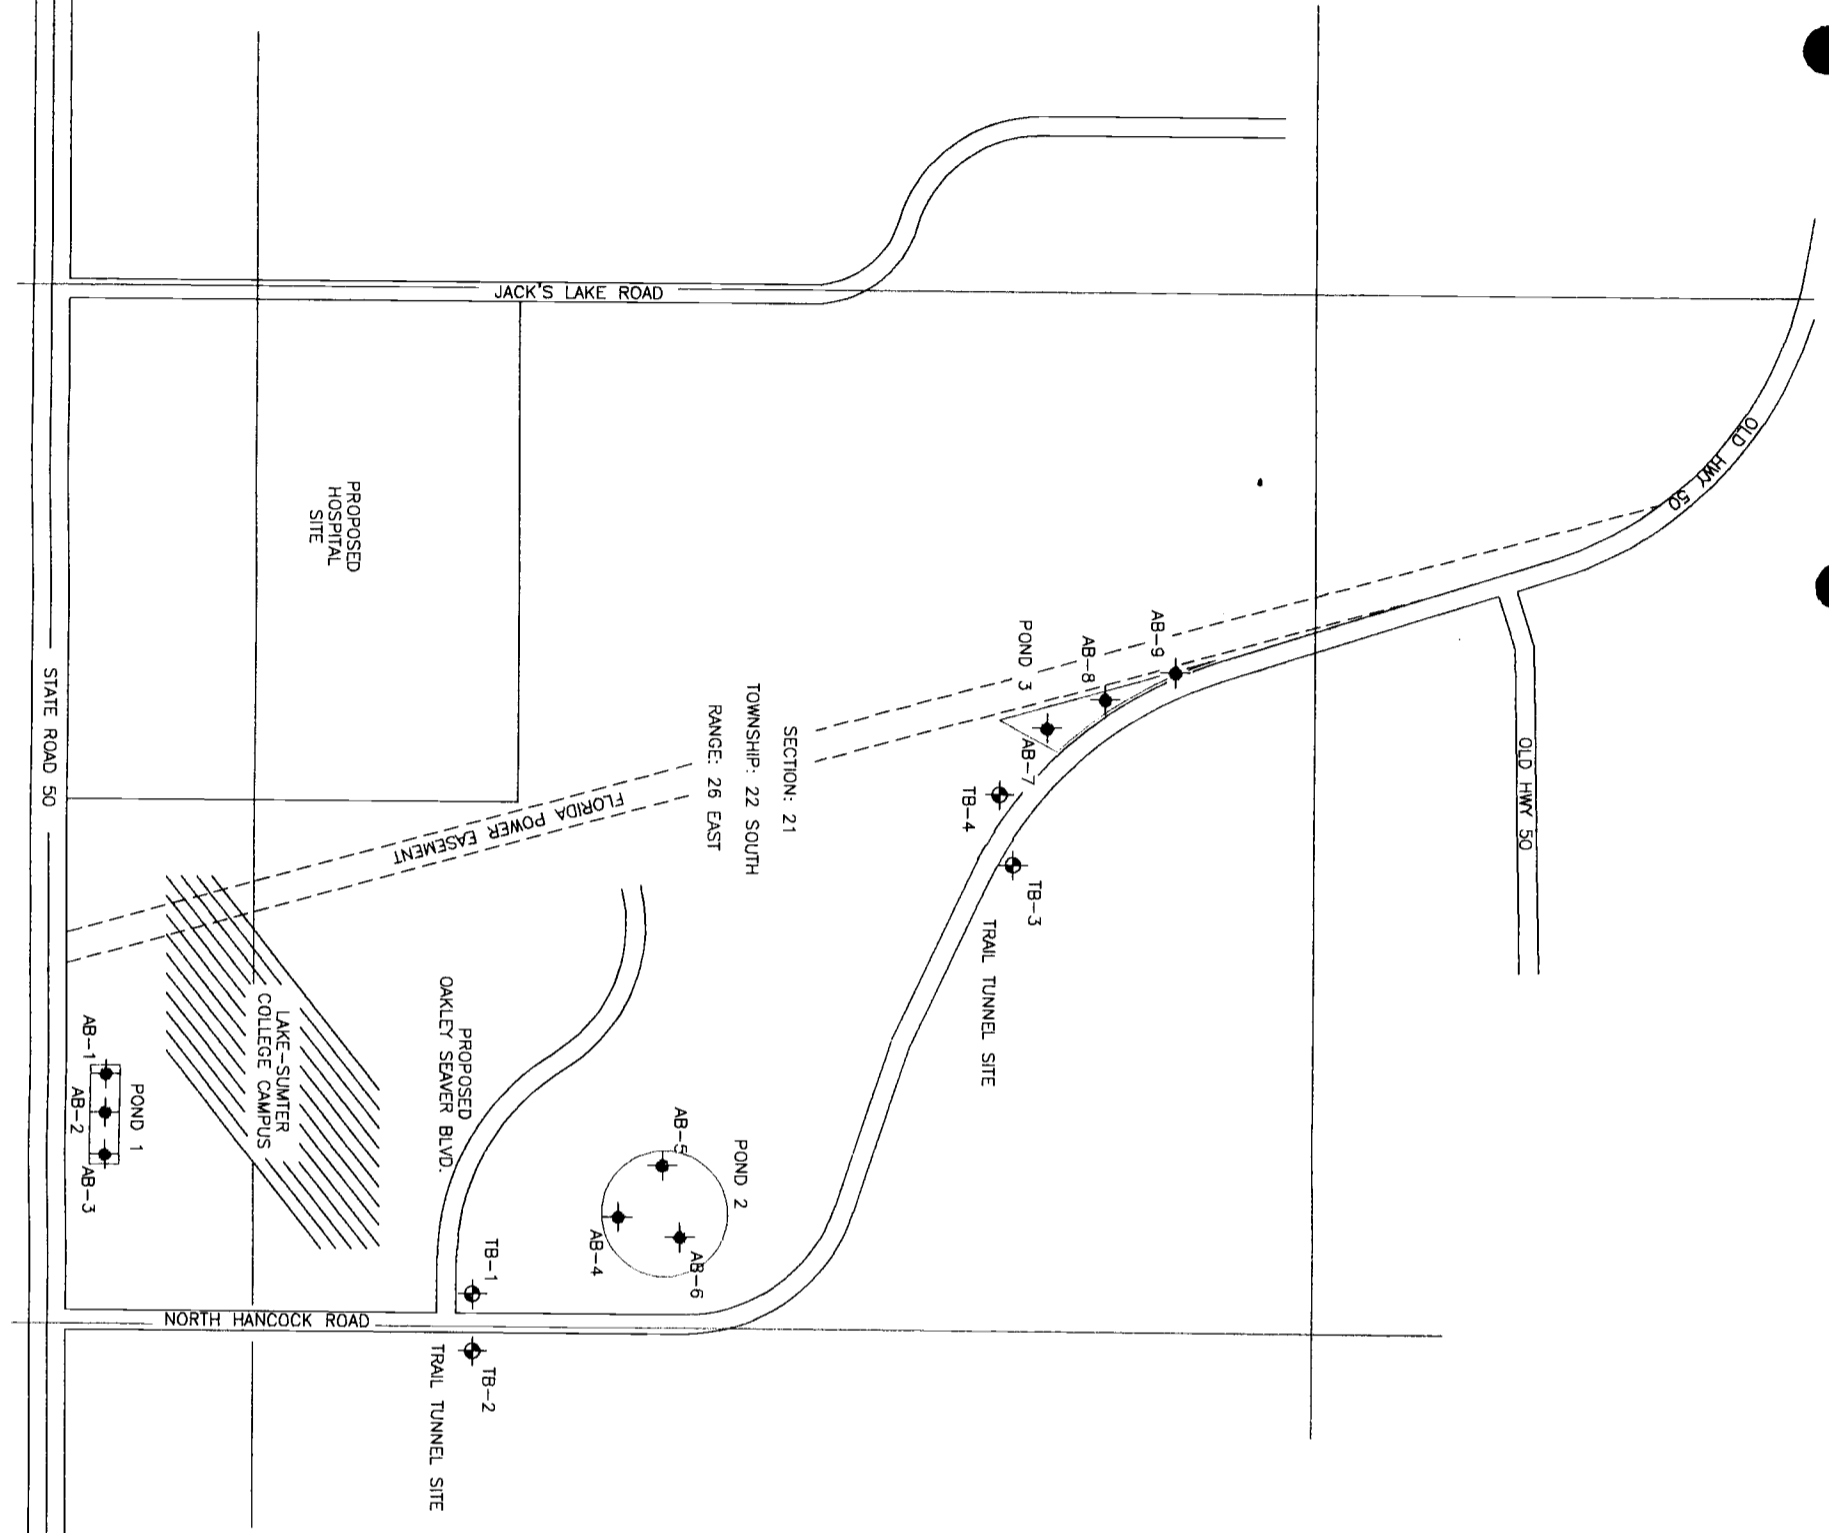 JACK'S LAKE ROAD
OLD HWY 50
OLD HWY 50
PROPOSED
HOSPITAL
SITE
STATE ROAD 50
FLORIDA POWER EASEMENT
SECTION: 21
TOWNSHIP: 22 SOUTH
RANGE: 26 EAST
AB-9
AB-8
POND 3
AB-7
TB-4
TB-3
TRAIL TUNNEL SITE
LAKE-SUMTER
COLLEGE CAMPUS
PROPOSED
OAKLEY SEAVER BLVD.
AB-1
POND 1
AB-2
AB-3
AB-5
POND 2
AB-4
AB-6
TB-1
NORTH HANCOCK ROAD
TB-2
TRAIL TUNNEL SITE